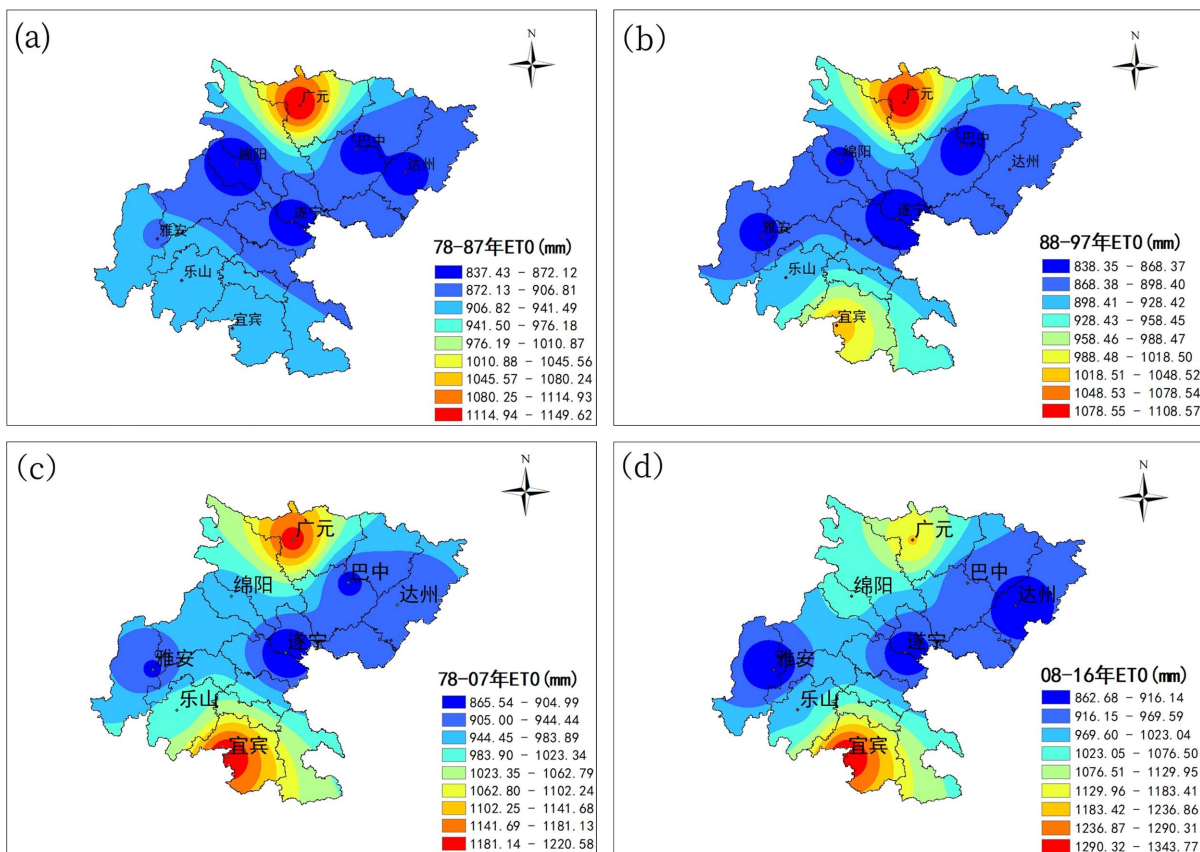 (a)
N
广元
巴中
绵阳
达州
遂宁
雅安
乐山
宜宾
78-87年ET0(mm)
837.43 - 872.12
872.13 - 906.81
906.82 - 941.49
941.50 - 976.18
976.19 - 1010.87
1010.88 - 1045.56
1045.57 - 1080.24
1080.25 - 1114.93
1114.94 - 1149.62
(b)
N
广元
巴中
绵阳
达州
遂宁
雅安
乐山
宜宾
88-97年ET0(mm)
838.35 - 868.37
868.38 - 898.40
898.41 - 928.42
928.43 - 958.45
958.46 - 988.47
988.48 - 1018.50
1018.51 - 1048.52
1048.53 - 1078.54
1078.55 - 1108.57
(c)
N
广元
巴中
绵阳
达州
遂宁
雅安
乐山
宜宾
78-07年ET0(mm)
865.54 - 904.99
905.00 - 944.44
944.45 - 983.89
983.90 - 1023.34
1023.35 - 1062.79
1062.80 - 1102.24
1102.25 - 1141.68
1141.69 - 1181.13
1181.14 - 1220.58
(d)
N
广元
巴中
绵阳
达州
遂宁
雅安
乐山
宜宾
08-16年ET0(mm)
862.68 - 916.14
916.15 - 969.59
969.60 - 1023.04
1023.05 - 1076.50
1076.51 - 1129.95
1129.96 - 1183.41
1183.42 - 1236.86
1236.87 - 1290.31
1290.32 - 1343.77